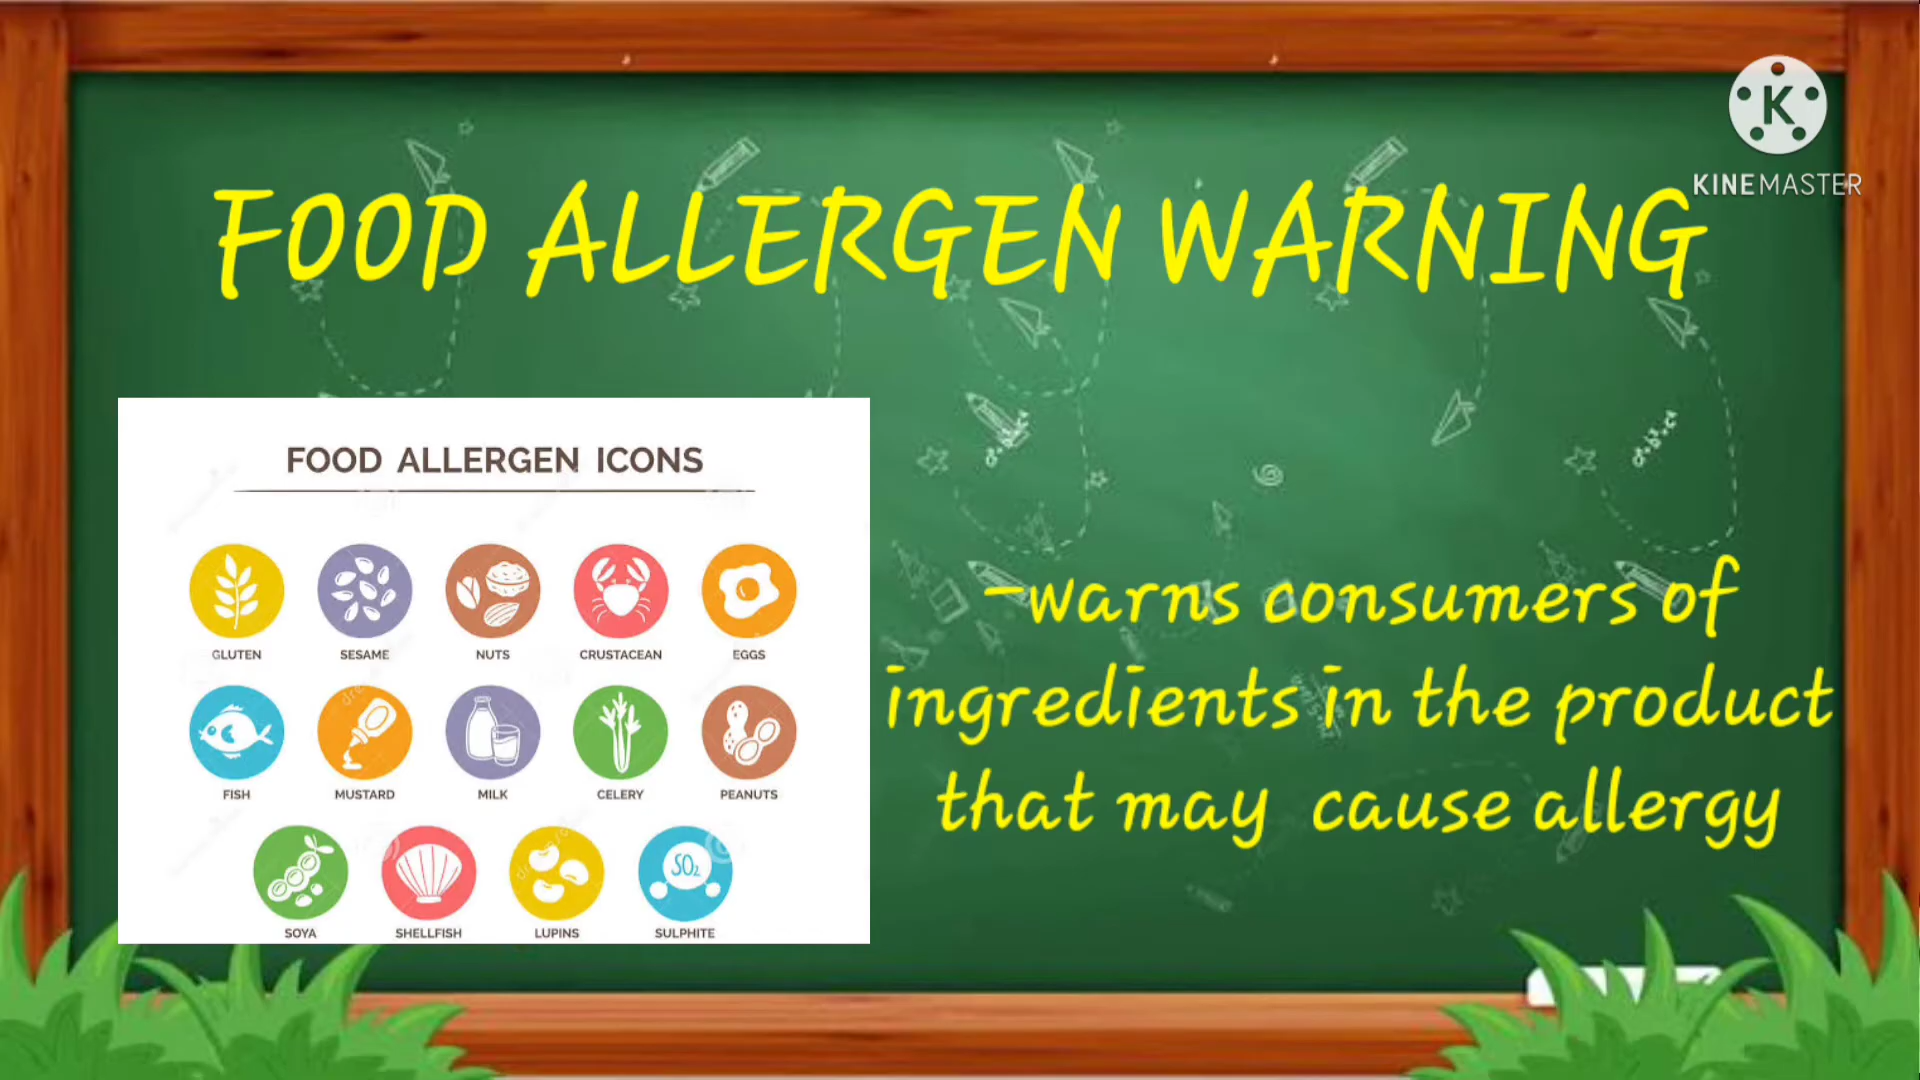 KINEMASTER
FOOD ALLERGEN WARNING
FOOD ALLERGEN ICONS
GLUTEN SESAME NUTS CRUSTACEAN EGGS
FISH MUSTARD MILK CELERY PEANUTS
SO₂
SOYA SHELLFISH LUPINS SULPHITE
-warns consumers of
ingredients in the product
that may cause allergy